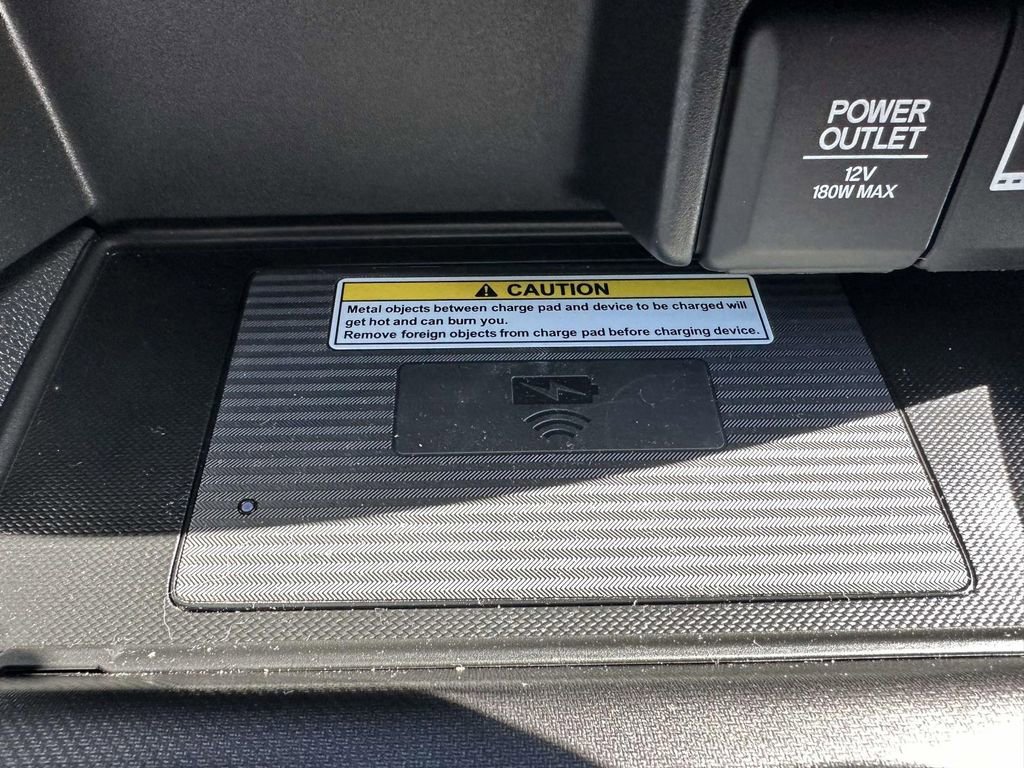 POWER
OUTLET
12V
180W MAX
CAUTION
Metal objects between charge pad and device to be charged will
get hot and can burn you.
Remove foreign objects from charge pad before charging device.